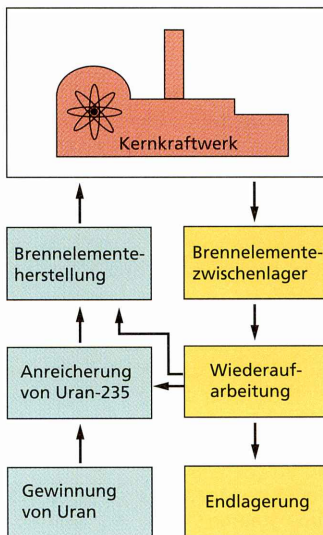 Kernkraftwerk
Brennelemente-
herstellung
Brennelemente-
zwischenlager
Anreicherung
von Uran-235
Wiederauf-
arbeitung
Gewinnung
von Uran
Endlagerung